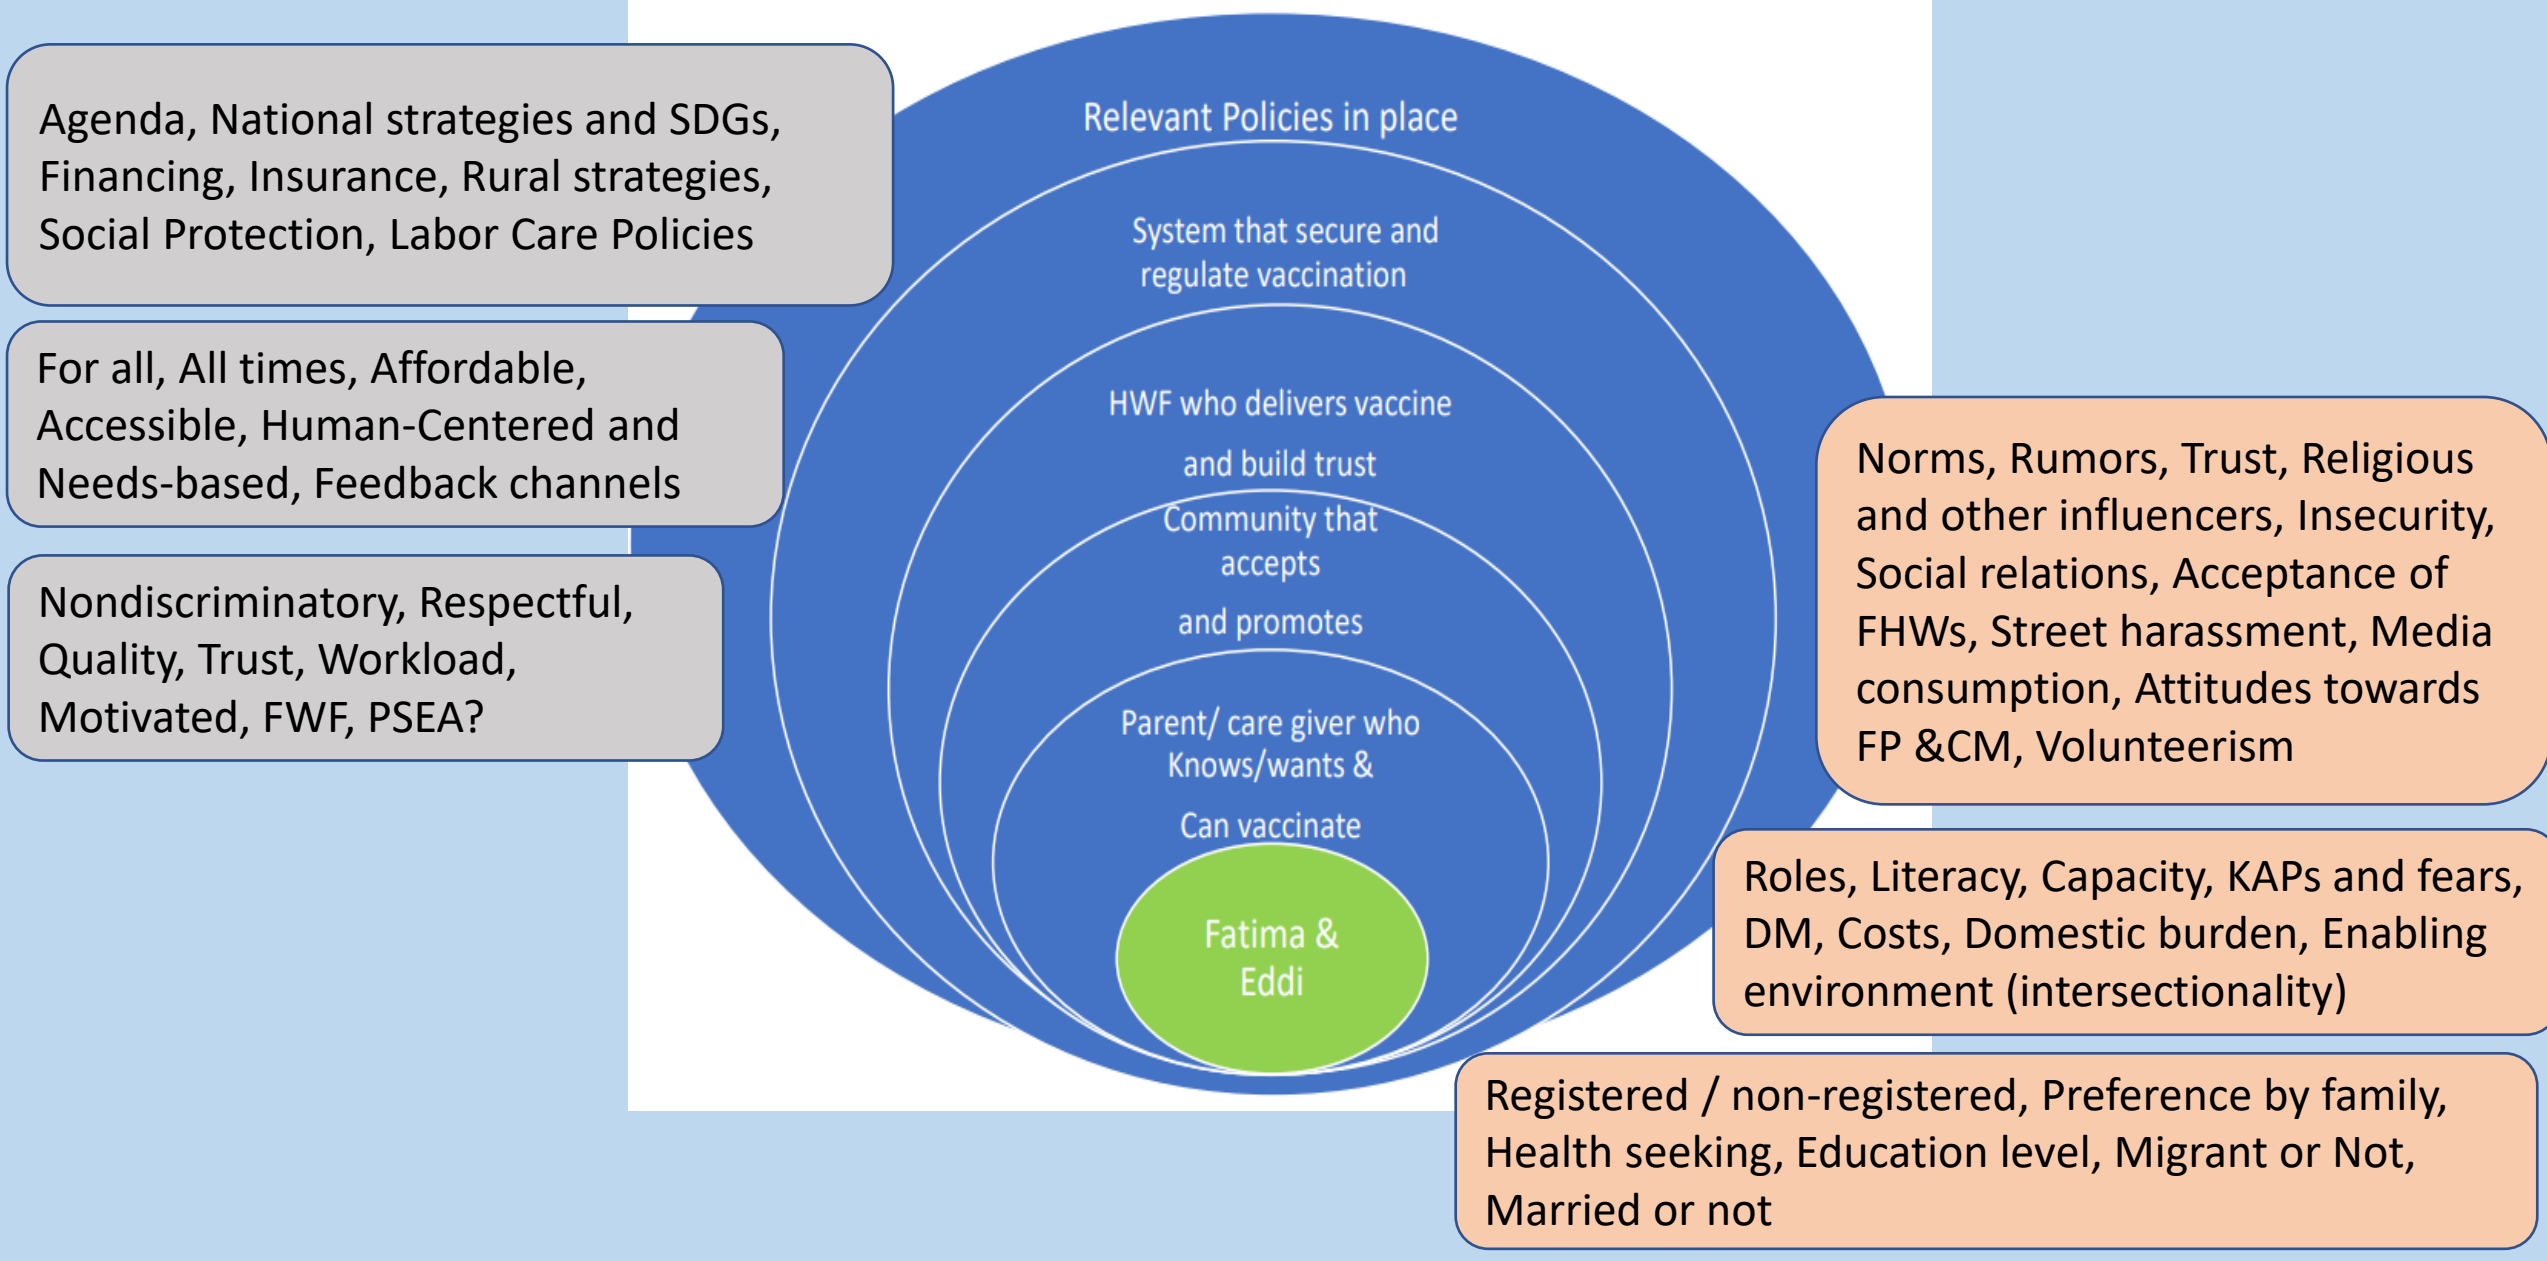 Agenda, National strategies and SDGs,
Financing, Insurance, Rural strategies,
Social Protection, Labor Care Policies
For all, All times, Affordable,
Accessible, Human-Centered and
Needs-based, Feedback channels
Nondiscriminatory, Respectful,
Quality, Trust, Workload,
Motivated, FWF, PSEA?
Relevant Policies in place
System that secure and
regulate vaccination
HWF who delivers vaccine
and build trust
Community that
accepts
and promotes
Parent/ care giver who
Knows/wants &
Can vaccinate
Fatima &
Eddi
Norms, Rumors, Trust, Religious
and other influencers, Insecurity,
Social relations, Acceptance of
FHWs, Street harassment, Media
consumption, Attitudes towards
FP &CM, Volunteerism
Roles, Literacy, Capacity, KAPs and fears,
DM, Costs, Domestic burden, Enabling
environment (intersectionality)
Registered / non-registered, Preference by family,
Health seeking, Education level, Migrant or Not,
Married or not